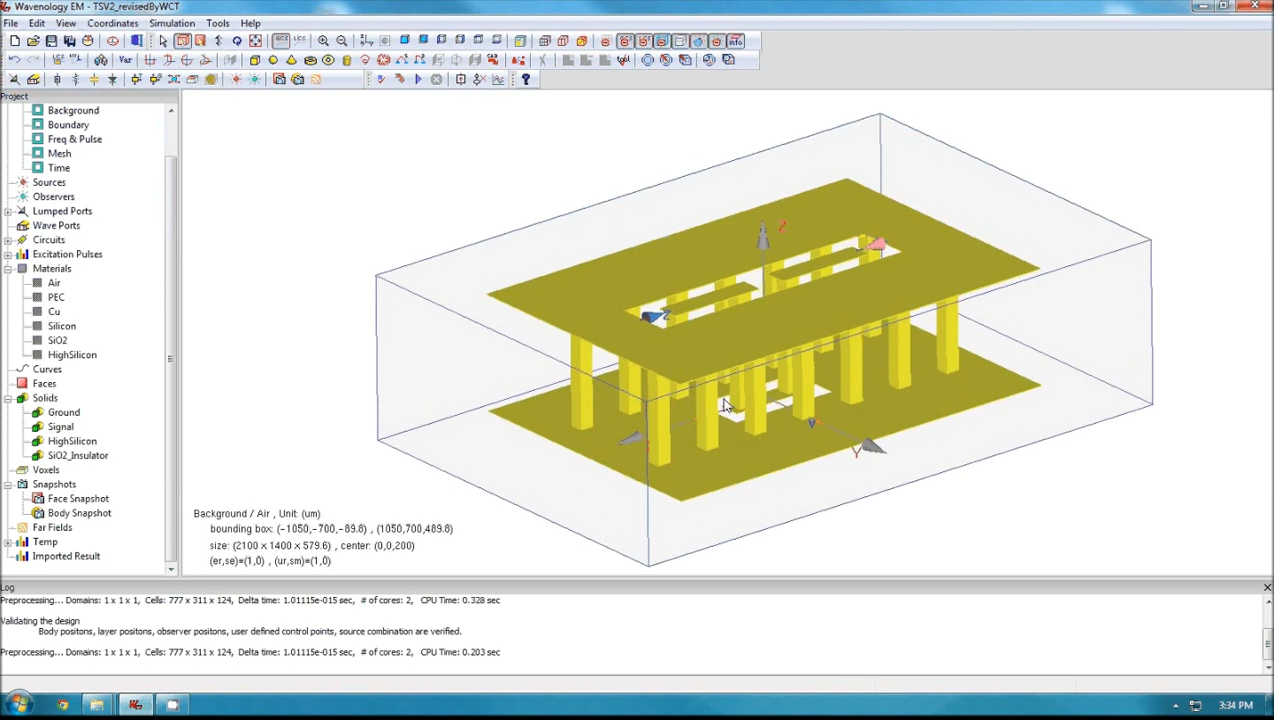 Wavenology EM - TSV2_revisedByWCT
File Edit View Coordinates Simulation Tools Help
UCS
Var
info
Project
Background
Boundary
Freq & Pulse
Mesh
Time
Sources
Observers
Lumped Ports
Wave Ports
Circuits
Excitation Pulses
Materials
Air
PEC
Cu
Silicon
SiO2
HighSilicon
Curves
Faces
Solids
Ground
Signal
HighSilicon
SiO2_Insulator
Voxels
Snapshots
Face Snapshot
Body Snapshot
Far Fields
Temp
Imported Result
Z
V
Y
Background / Air , Unit: (um)
bounding box: (-1050,-700,-89.8) , (1050,700,489.8)
size: (2100 x 1400 x 579.6) , center: (0,0,200)
(er,se)=(1,0) , (ur,sm)=(1,0)
Log
Preprocessing... Domains: 1 x 1 x 1, Cells: 777 x 311 x 124, Delta time: 1.01115e-015 sec, # of cores: 2, CPU Time: 0.328 sec
Validating the design
Body positons, layer positons, observer positons, user defined control points, source combination are verified.
Preprocessing... Domains: 1 x 1 x 1, Cells: 777 x 311 x 124, Delta time: 1.01115e-015 sec, # of cores: 2, CPU Time: 0.203 sec
3:34 PM